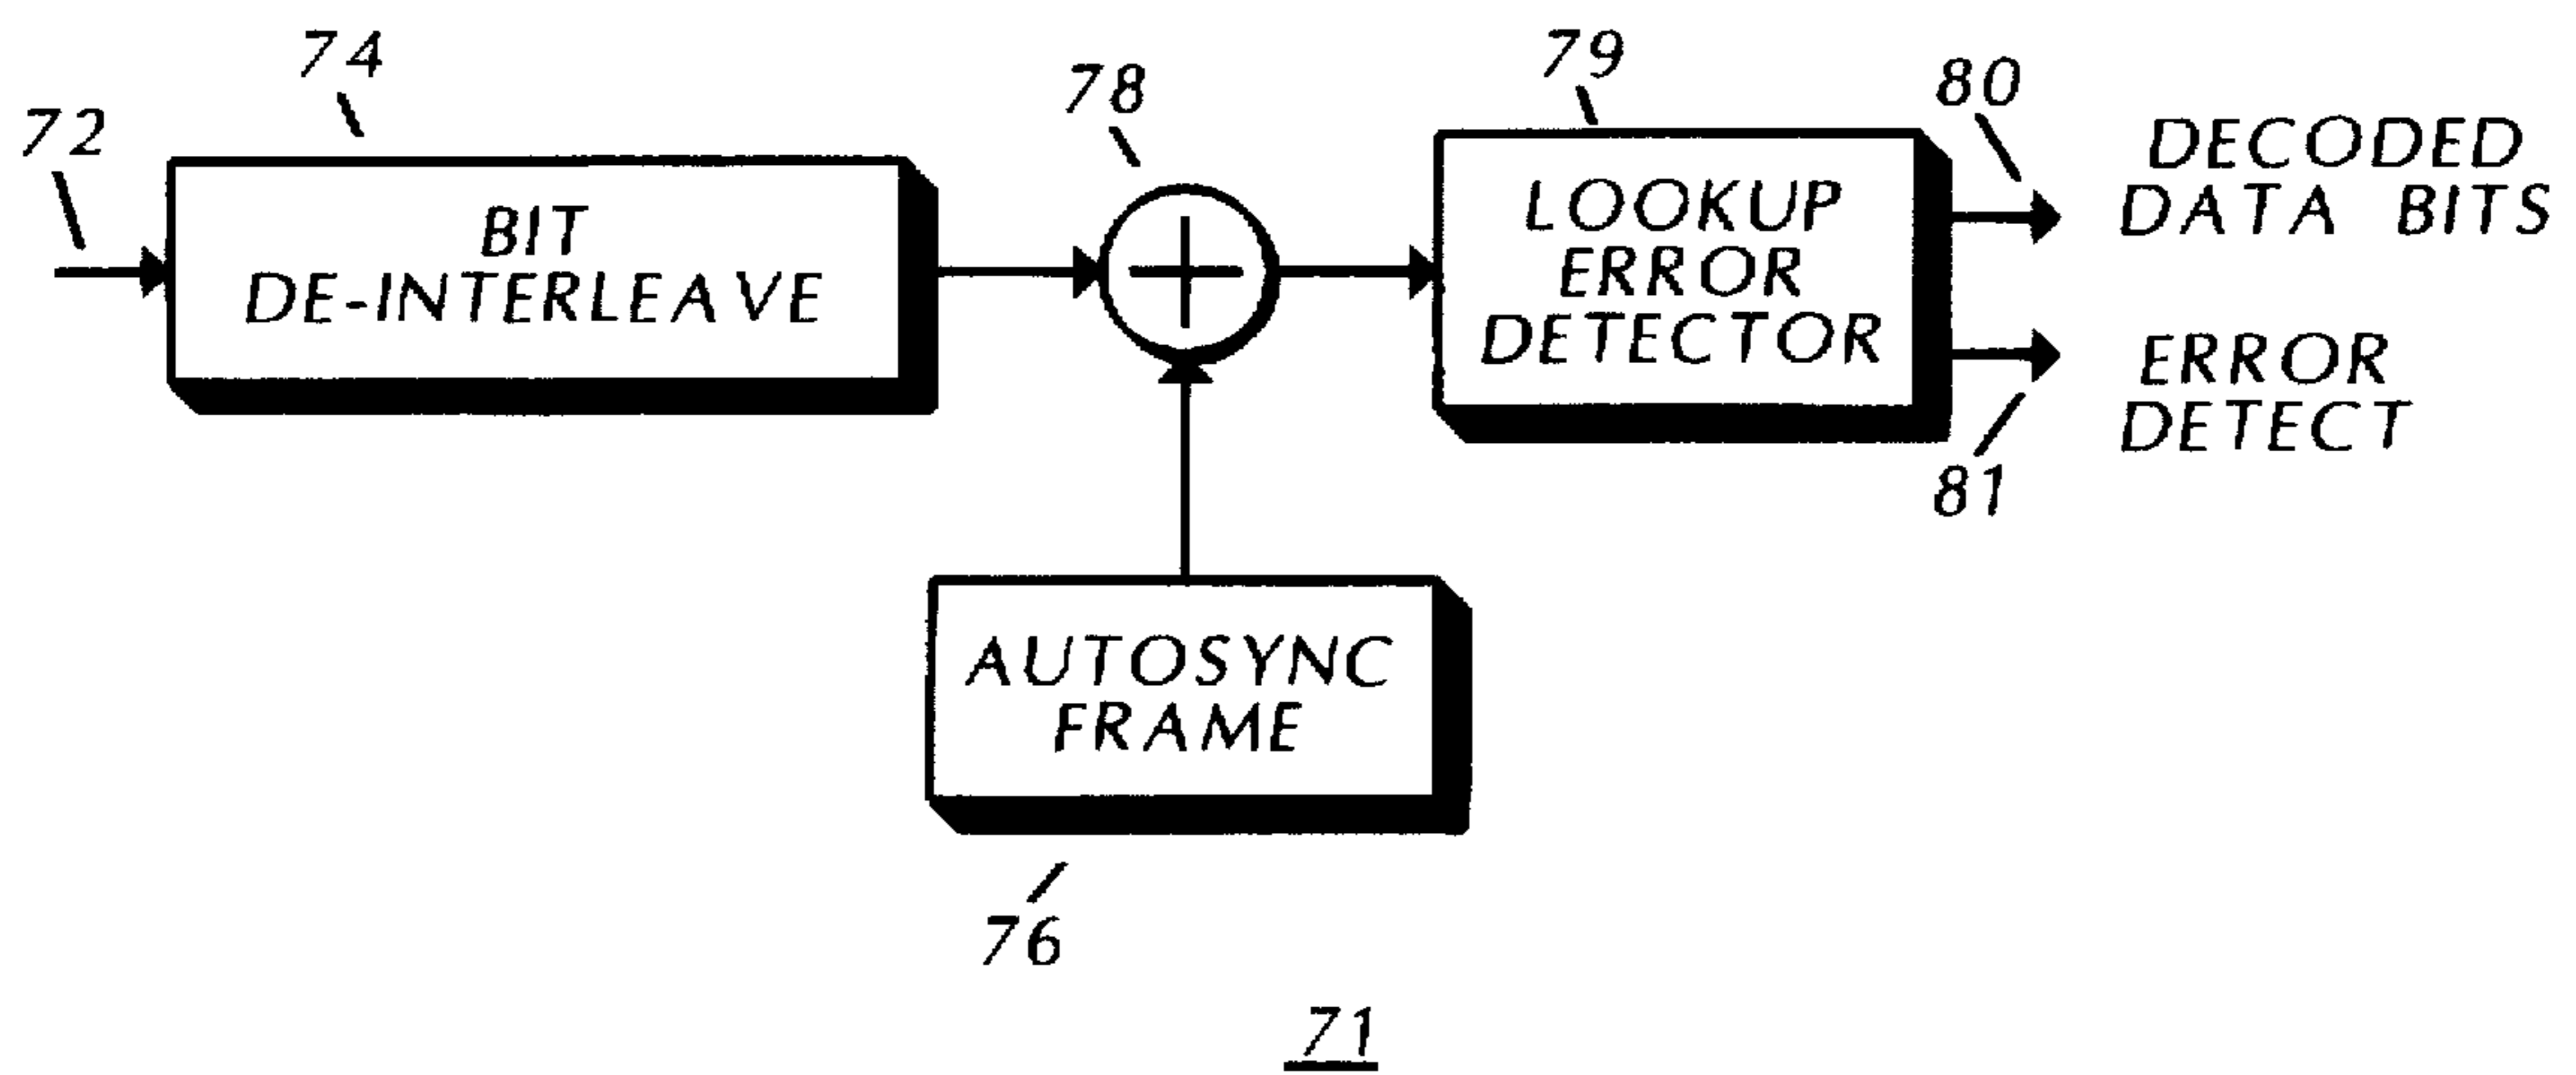 72
74
BIT
DE-INTERLEAVE
78
79
LOOKUP
ERROR
DETECTOR
80
DECODED
DATA BITS
ERROR
DETECT
81
AUTOSYNC
FRAME
76
71